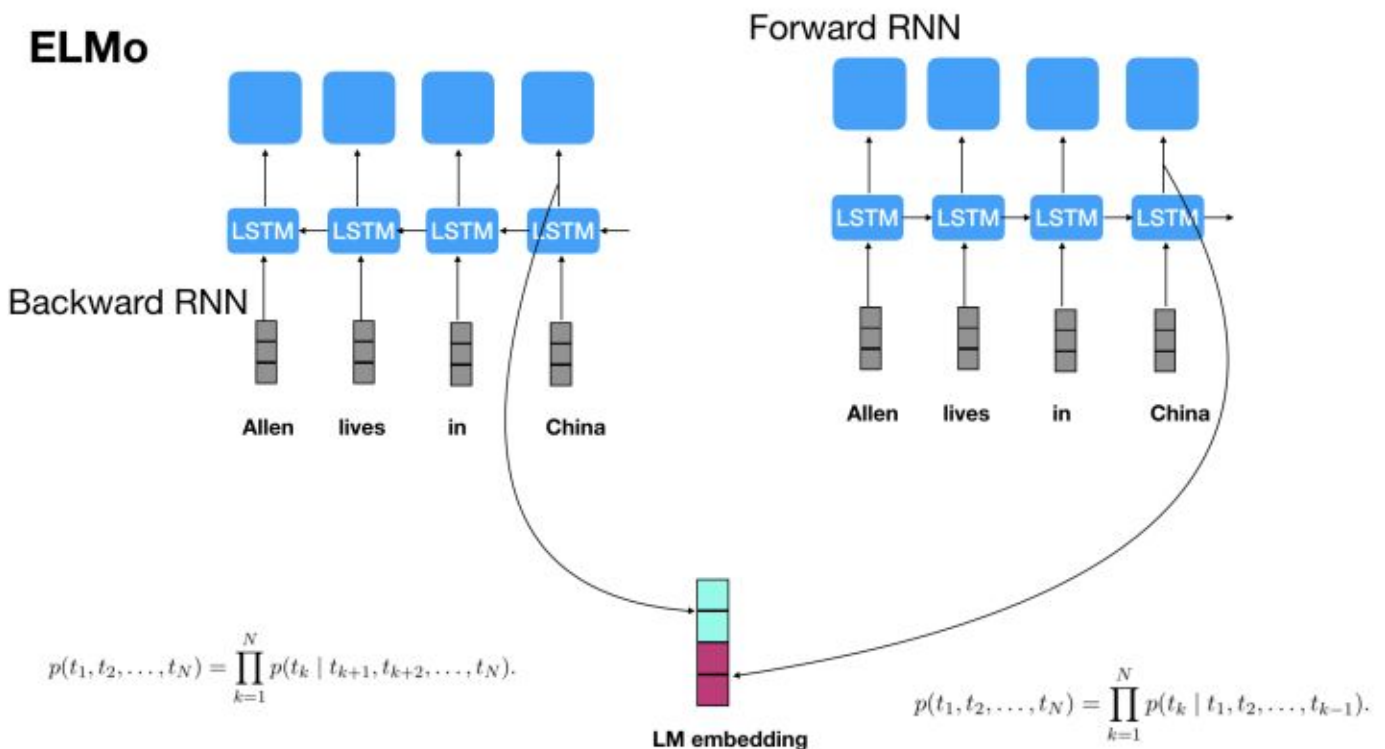 ELMo
Forward RNN
LSTM LSTM LSTM LSTM
LSTM LSTM LSTM LSTM
Backward RNN
Allen lives in China
Allen lives in China
p(t_1, t_2, . . . , t_N) = \prod_{k=1}^{N} p(t_k | t_{k+1}, t_{k+2}, . . . , t_N).
p(t_1, t_2, . . . , t_N) = \prod_{k=1}^{N} p(t_k | t_1, t_2, . . . , t_{k-1}).
LM embedding